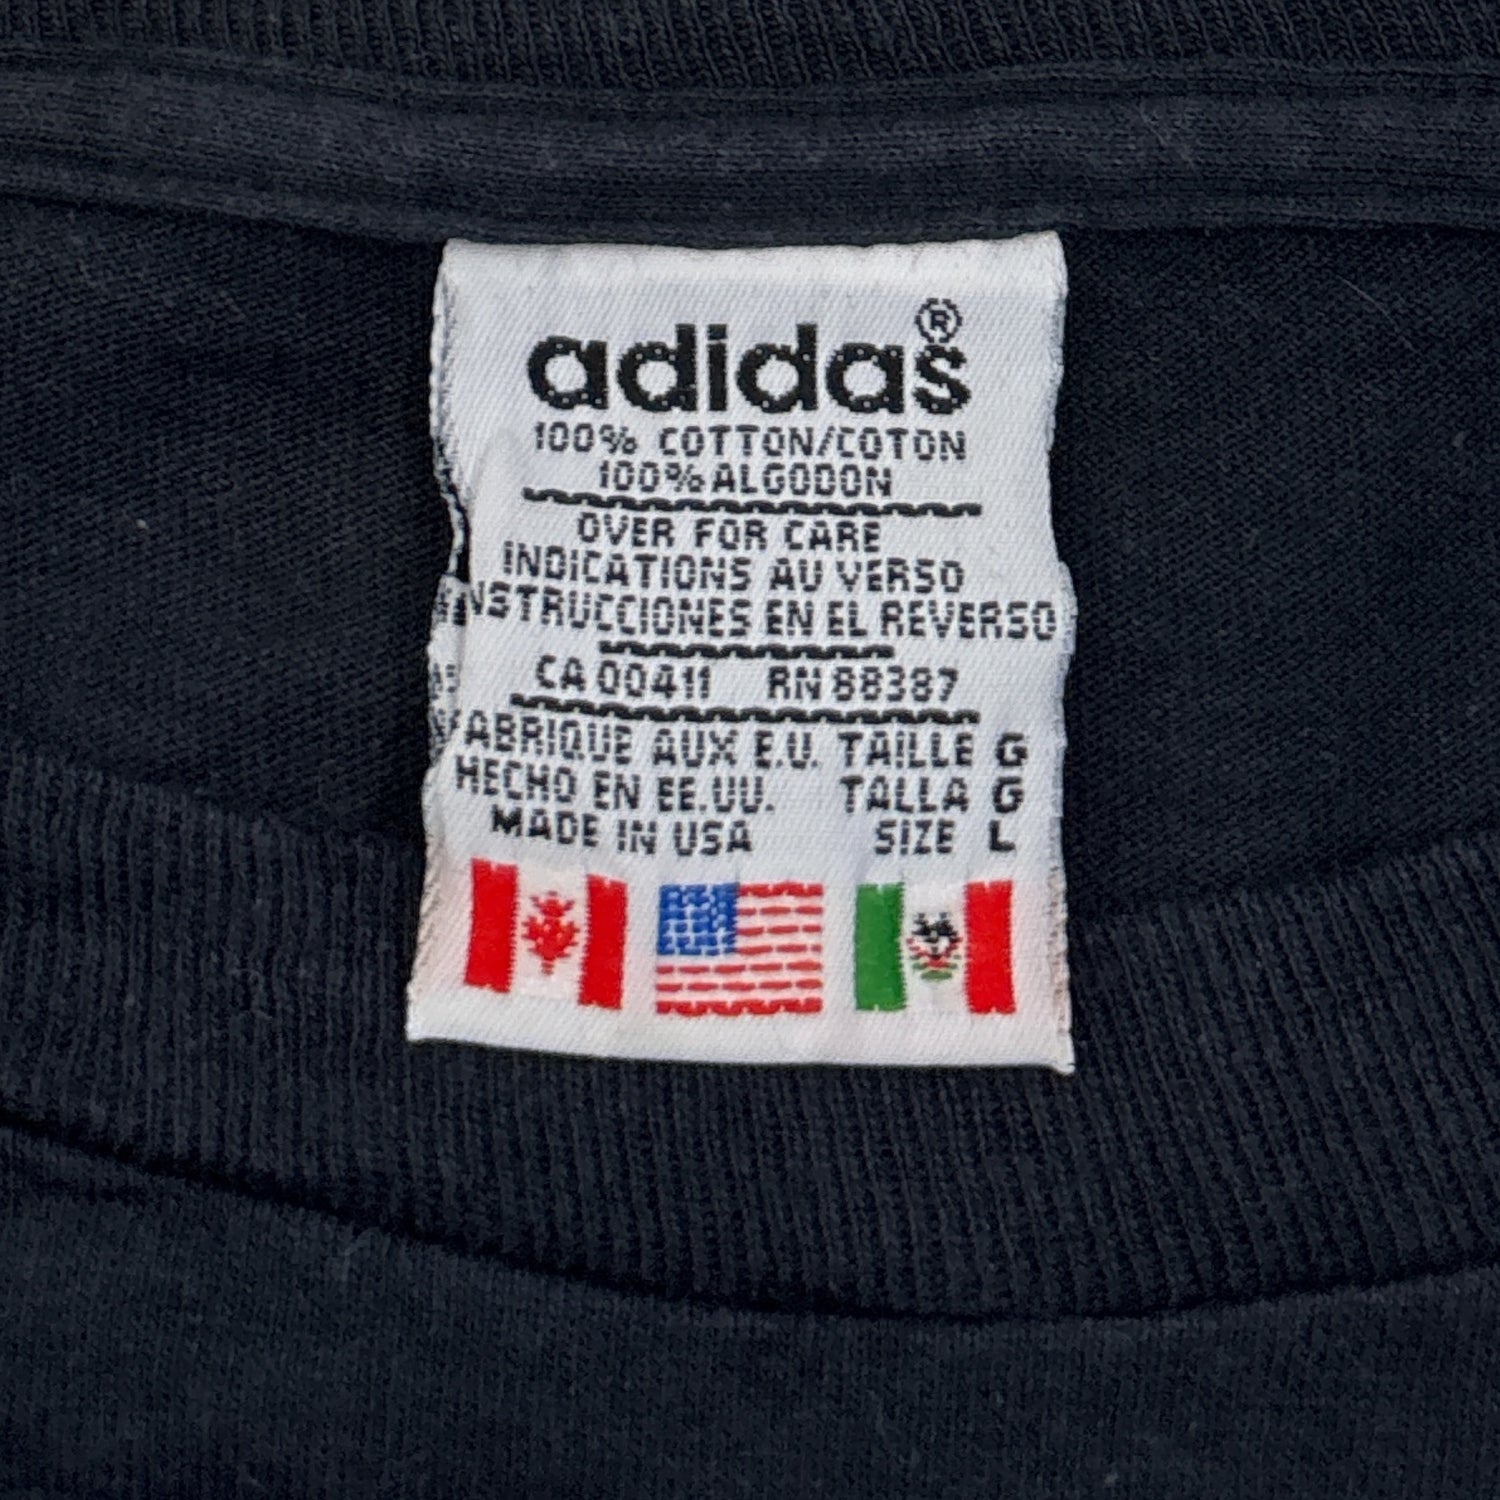 adidas®
100% COTTON/COTON
100% ALGODON
OVER FOR CARE
INDICATIONS AU VERSO
INSTRUCCIONES EN EL REVERSO
CA 00411 RN 88387
FABRIQUE AUX E.U. TAILLE G
HECHO EN EE.UU. TALLA G
MADE IN USA SIZE L